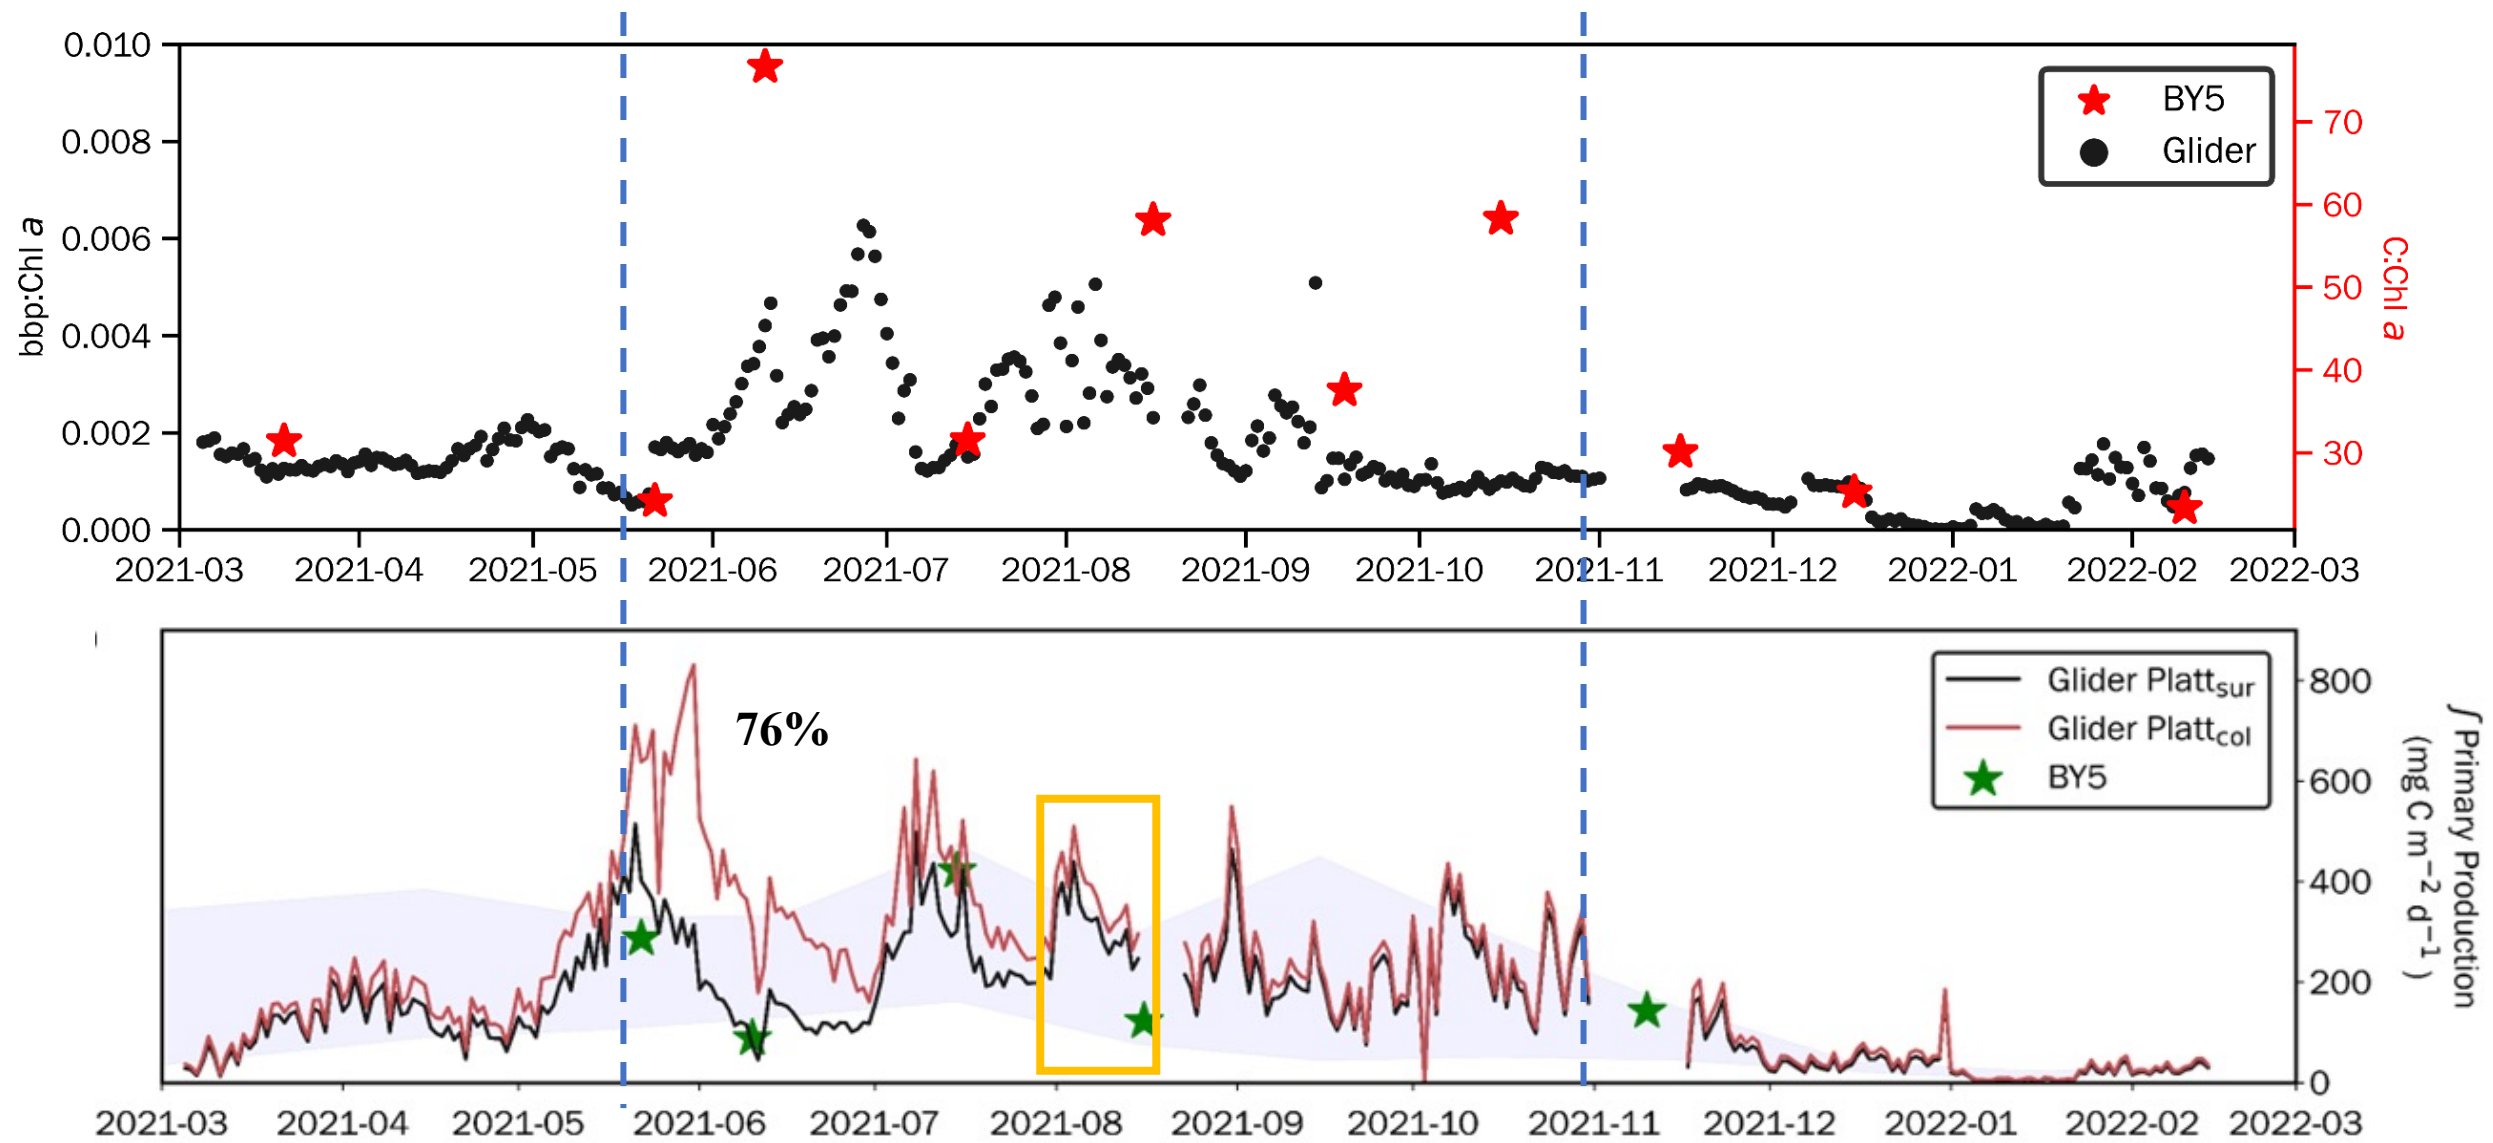 0.010
0.008
0.006
0.004
0.002
0.000
bbp:Chl a
BY5
Glider
70
60
50
40
30
C:Chl a
2021-03 2021-04 2021-05 2021-06 2021-07 2021-08 2021-09 2021-10 2021-11 2021-12 2022-01 2022-02 2022-03
76%
Glider Platt_sur
Glider Platt_col
BY5
800
600
400
200
0
∫ Primary Production
(mg C m⁻² d⁻¹)
2021-03 2021-04 2021-05 2021-06 2021-07 2021-08 2021-09 2021-10 2021-11 2021-12 2022-01 2022-02 2022-03